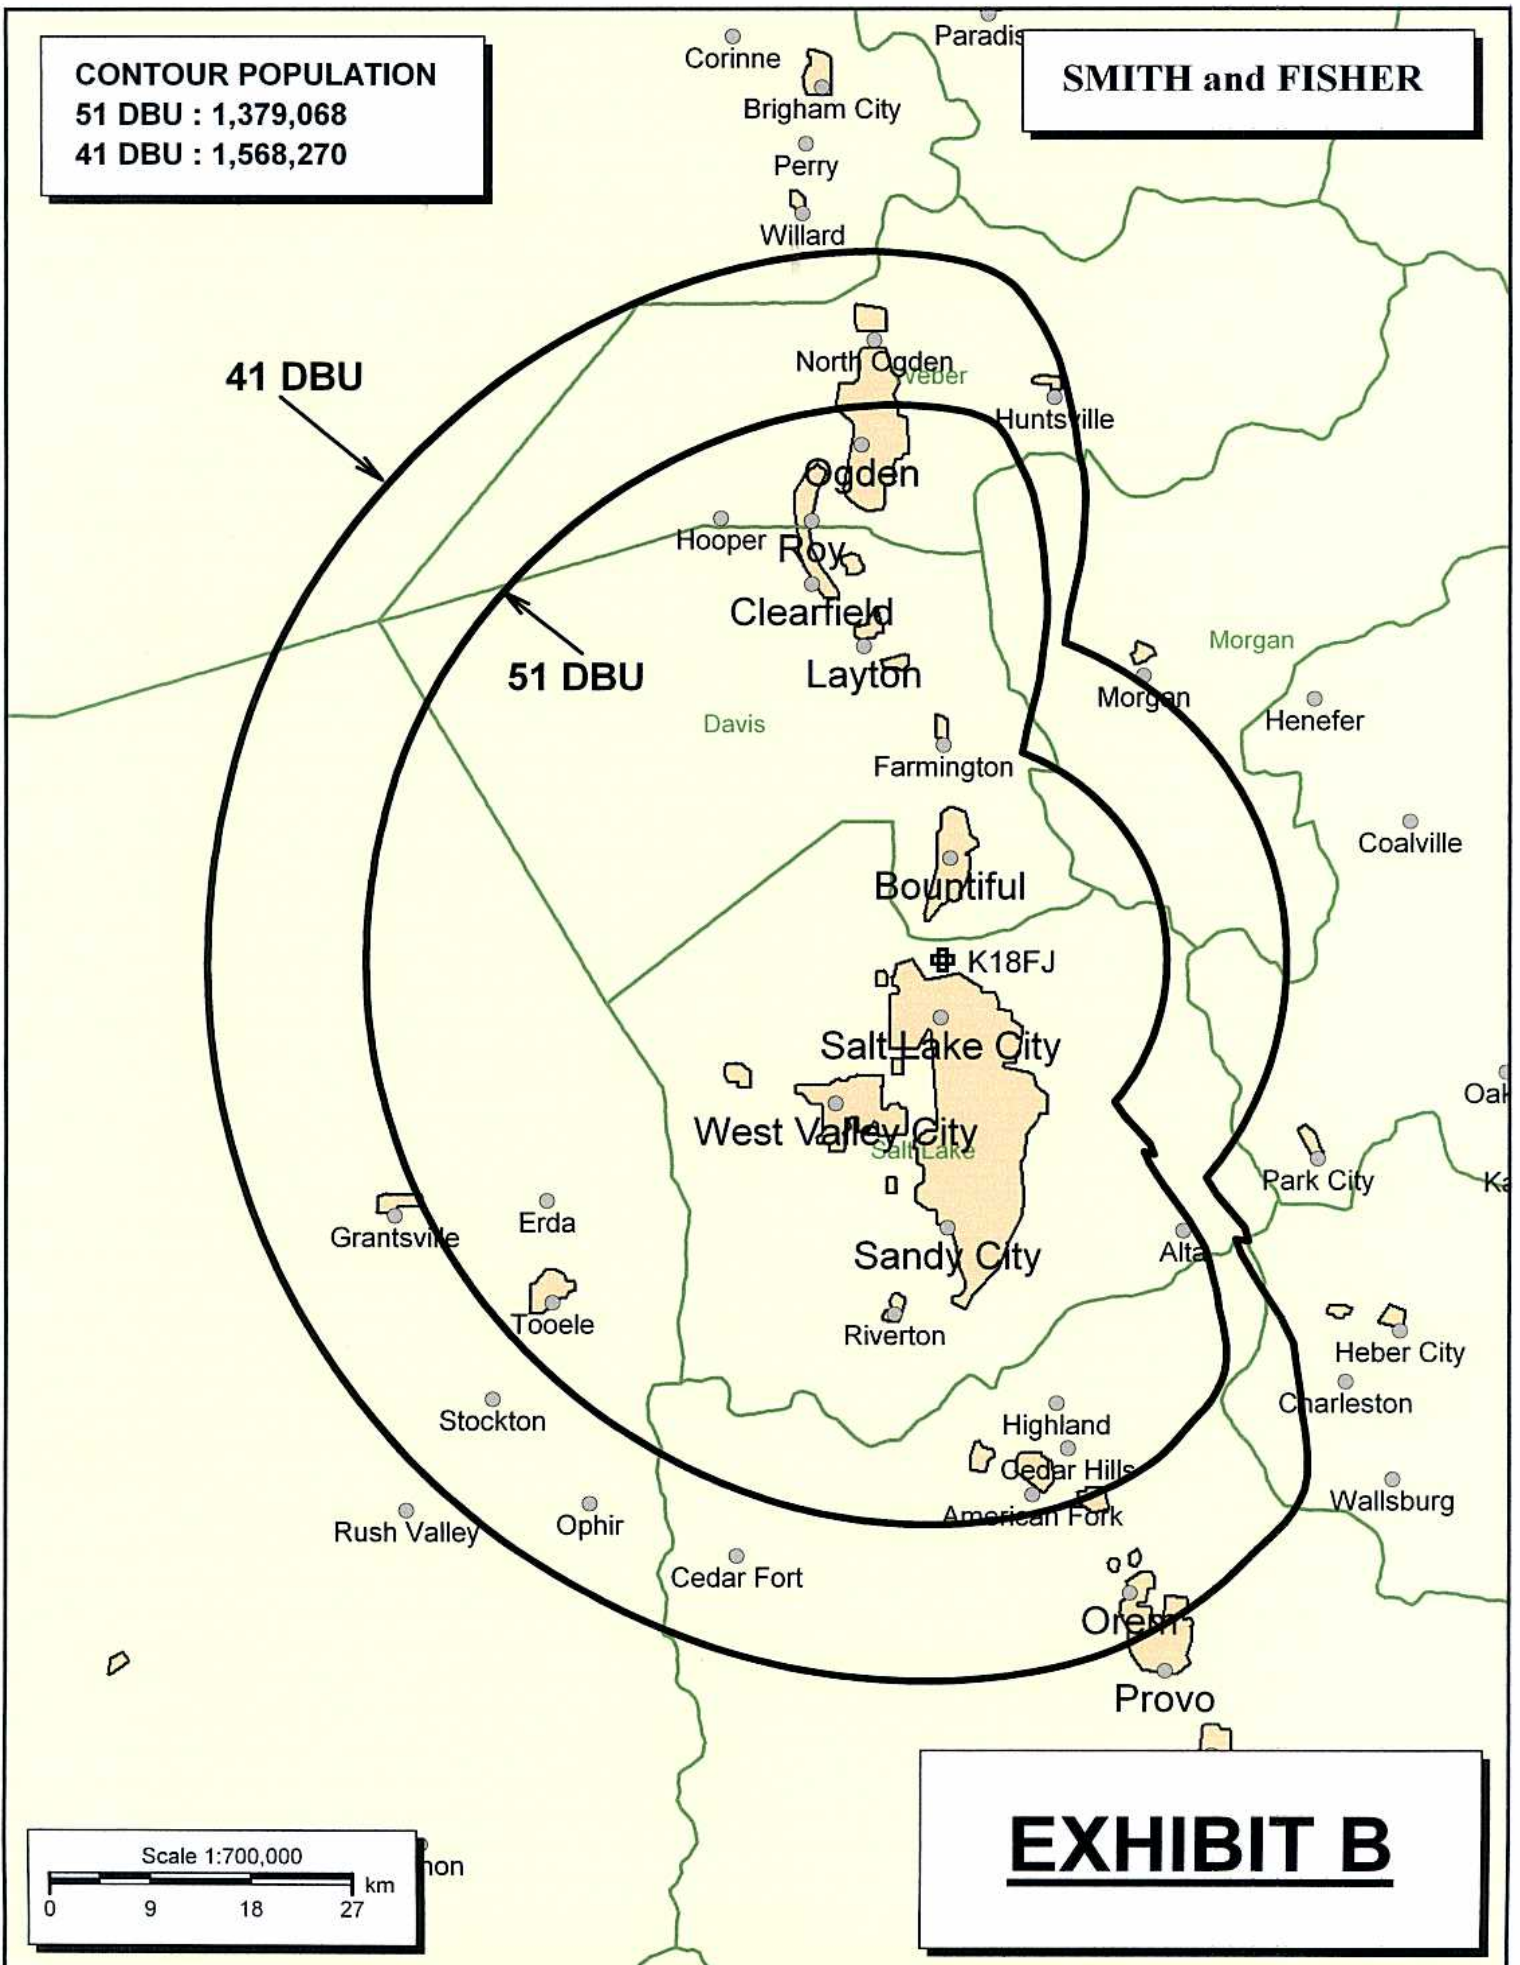 CONTOUR POPULATION
51 DBU : 1,379,068
41 DBU : 1,568,270
SMITH and FISHER
Corinne
Brigham City
Perry
Willard
41 DBU
North Ogden
Huntsville
Ogden
Hooper
Roy
Clearfield
51 DBU
Layton
Morgan
Morgan
Henefer
Davis
Farmington
Coalville
Bountiful
K18FJ
Salt Lake City
West Valley City
Salt Lake
Park City
Grantsville
Erda
Sandy City
Alta
Tooele
Riverton
Heber City
Charleston
Stockton
Highland
Cedar Hills
American Fork
Wallsburg
Rush Valley
Ophir
Cedar Fort
Orem
Provo
EXHIBIT B
Scale 1:700,000
km
0 9 18 27